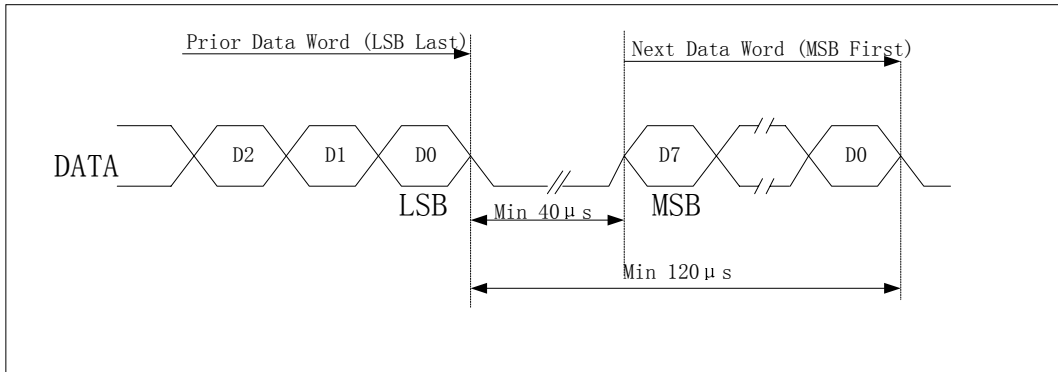 Prior Data Word (LSB Last)
Next Data Word (MSB First)
DATA
D2
D1
D0
D7
D0
LSB
MSB
Min 40μs
Min 120μs